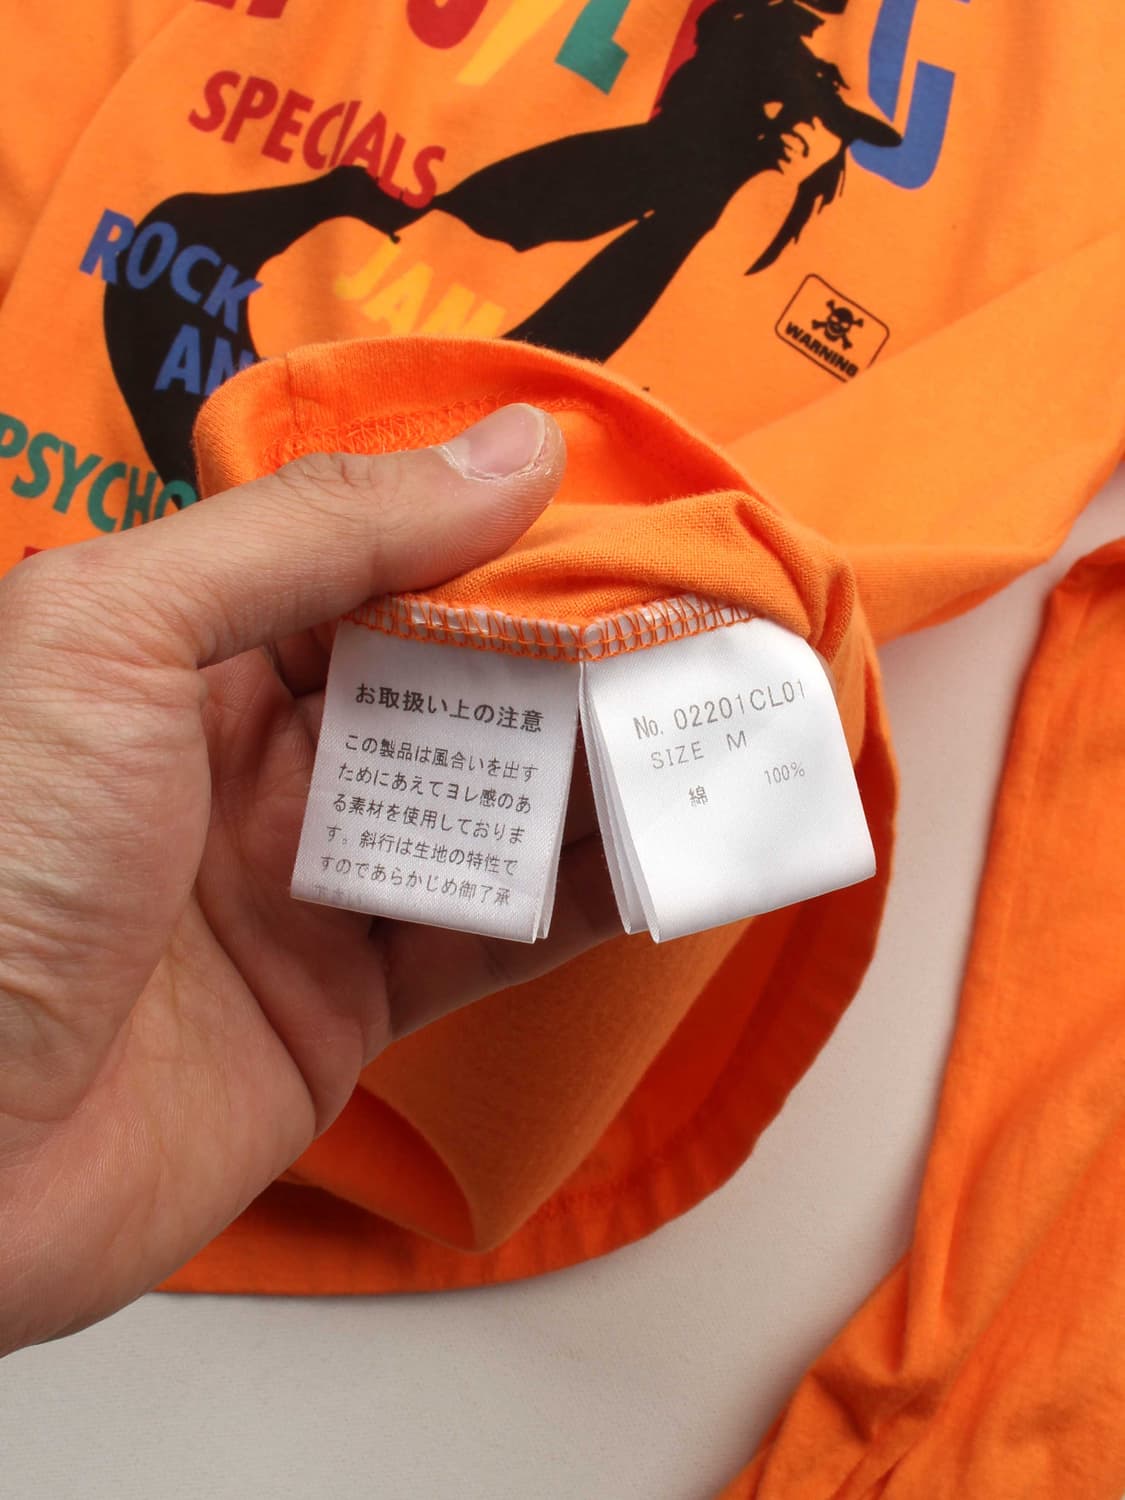 SPECIALS
ROCK
JAM
AN
PSYCHO
WARNING
お取扱い上の注意
この製品は風合いを出す
ためにあえてヨレ感のあ
る素材を使用しておりま
す。斜行は生地の特性で
すのであらかじめ御了承
下さい
No. 02201CL01
SIZE M
綿 100%